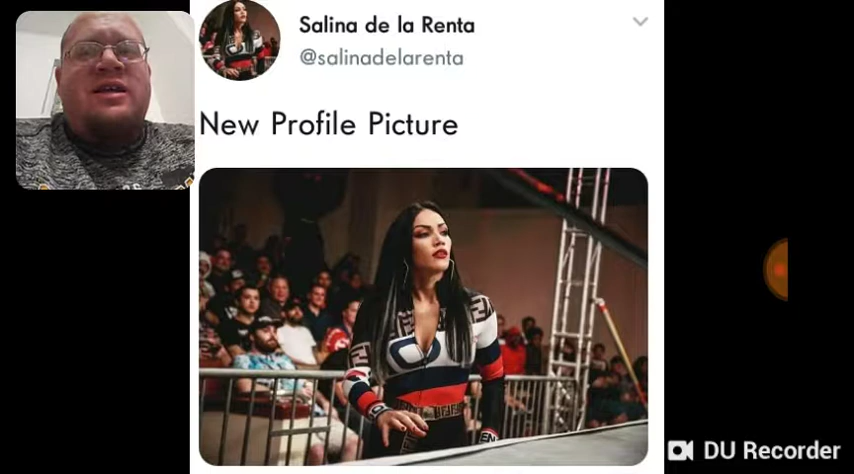 Salina de la Renta
@salinadelarenta
New Profile Picture
DU Recorder